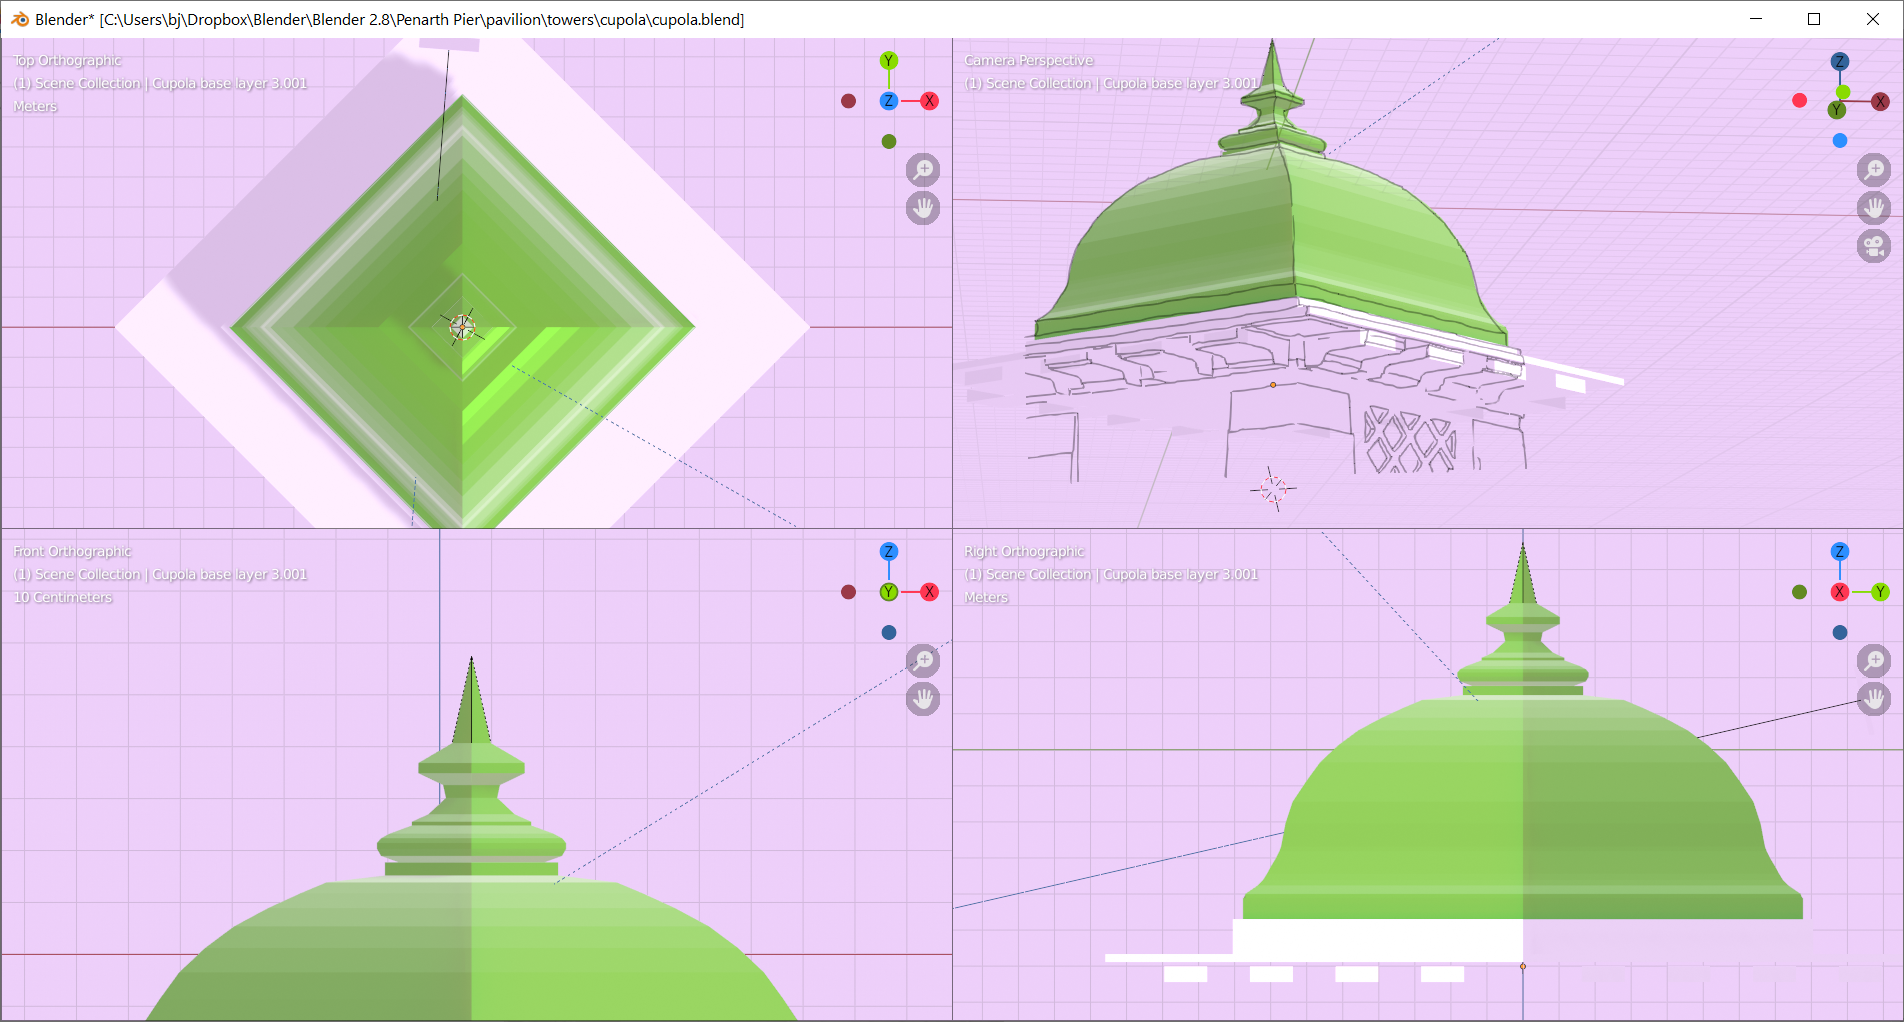 Blender* [C:\Users\bj\Dropbox\Blender\Blender 2.8\Penarth Pier\pavilion\towers\cupola\cupola.blend]
Top Orthographic
(1) Scene Collection | Cupola base layer 3.001
Meters
Y
Z
X
Camera Perspective
(1) Scene Collection | Cupola base layer 3.001
Z
Y
X
Front Orthographic
(1) Scene Collection | Cupola base layer 3.001
10 Centimeters
Z
Y
X
Right Orthographic
(1) Scene Collection | Cupola base layer 3.001
Meters
Z
X
Y